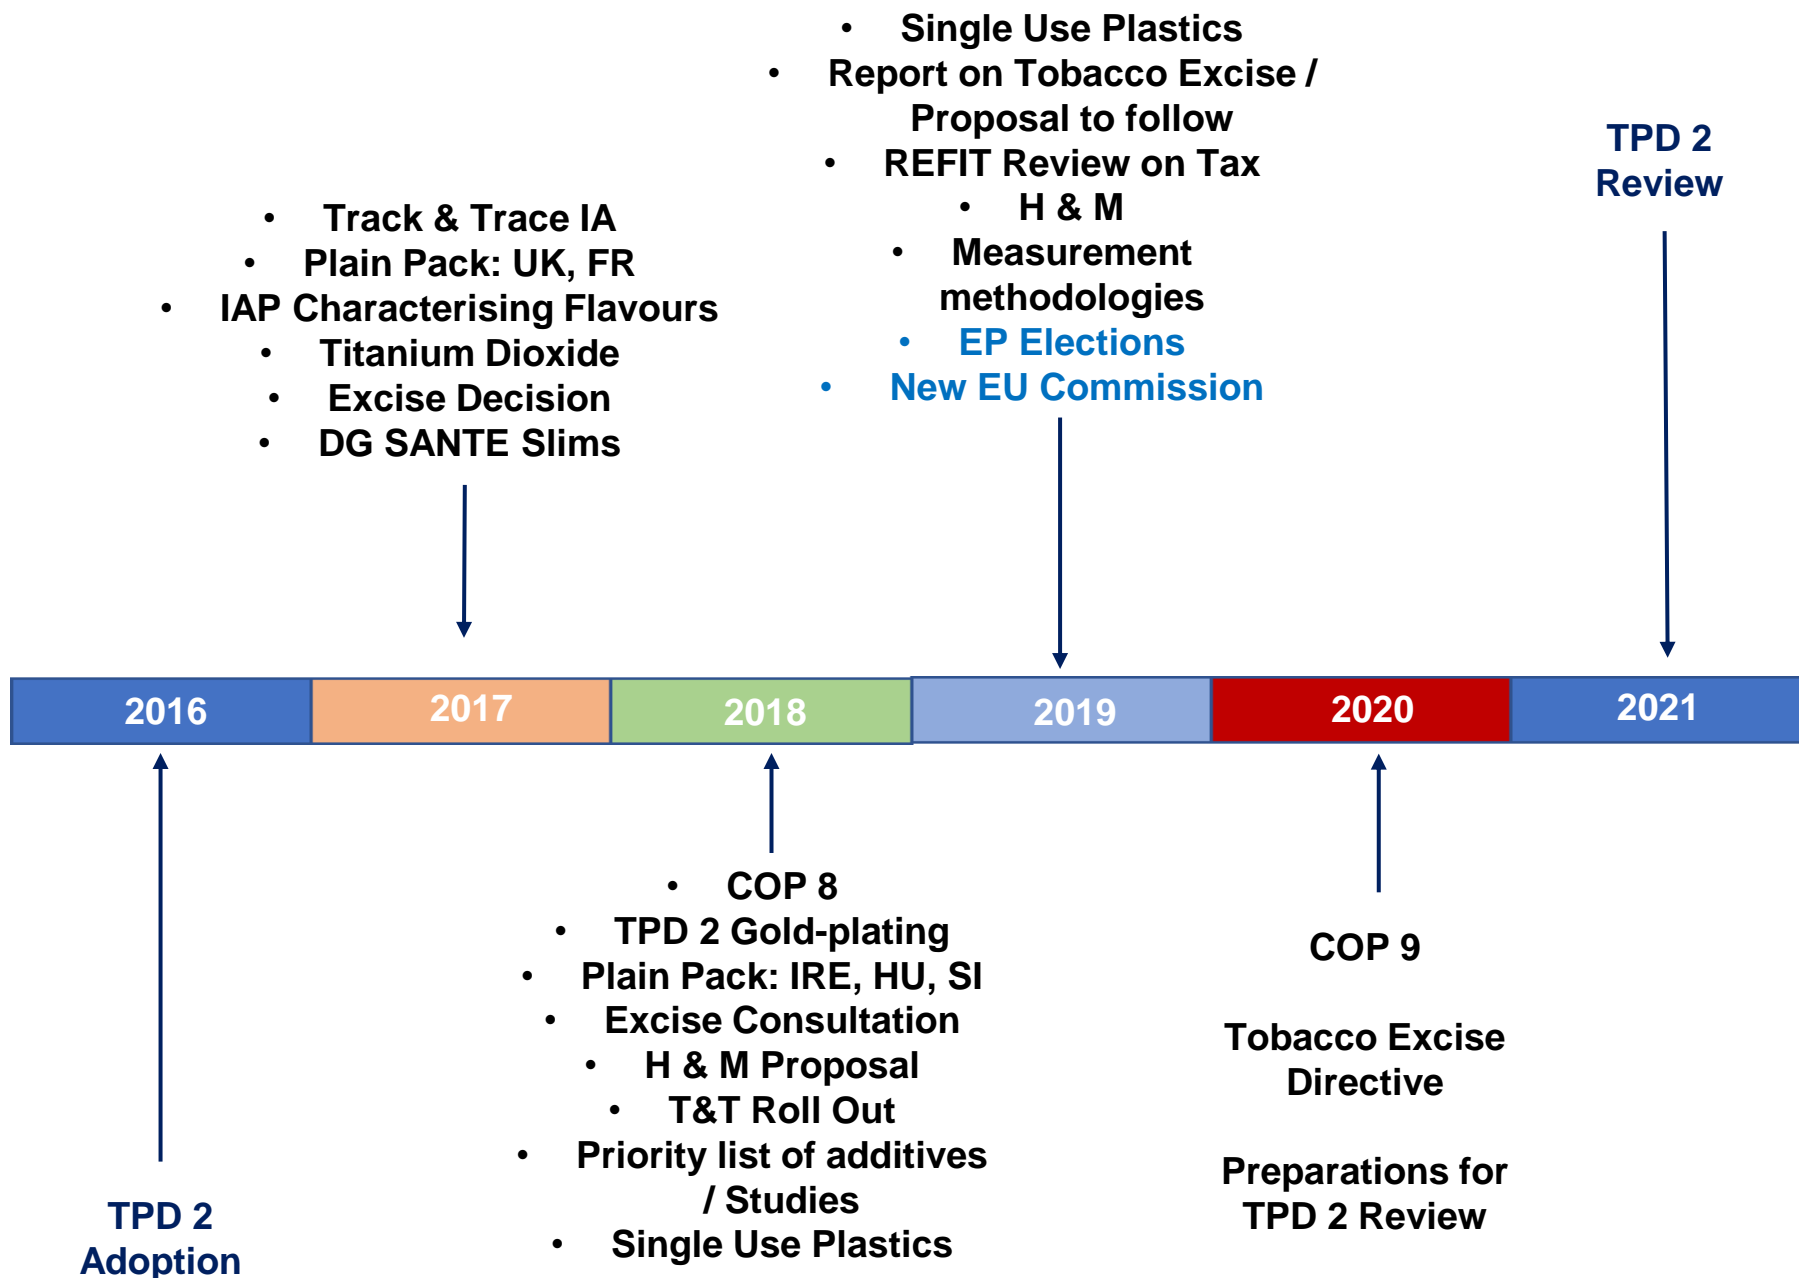 • Single Use Plastics
• Report on Tobacco Excise /
Proposal to follow
• REFIT Review on Tax
• H & M
• Measurement
methodologies
• EP Elections
• New EU Commission
TPD 2
Review
• Track & Trace IA
• Plain Pack: UK, FR
• IAP Characterising Flavours
• Titanium Dioxide
• Excise Decision
• DG SANTE Slims
2016
2017
2018
2019
2020
2021
TPD 2
Adoption
• COP 8
• TPD 2 Gold-plating
• Plain Pack: IRE, HU, SI
• Excise Consultation
• H & M Proposal
• T&T Roll Out
• Priority list of additives
/ Studies
• Single Use Plastics
COP 9
Tobacco Excise
Directive
Preparations for
TPD 2 Review